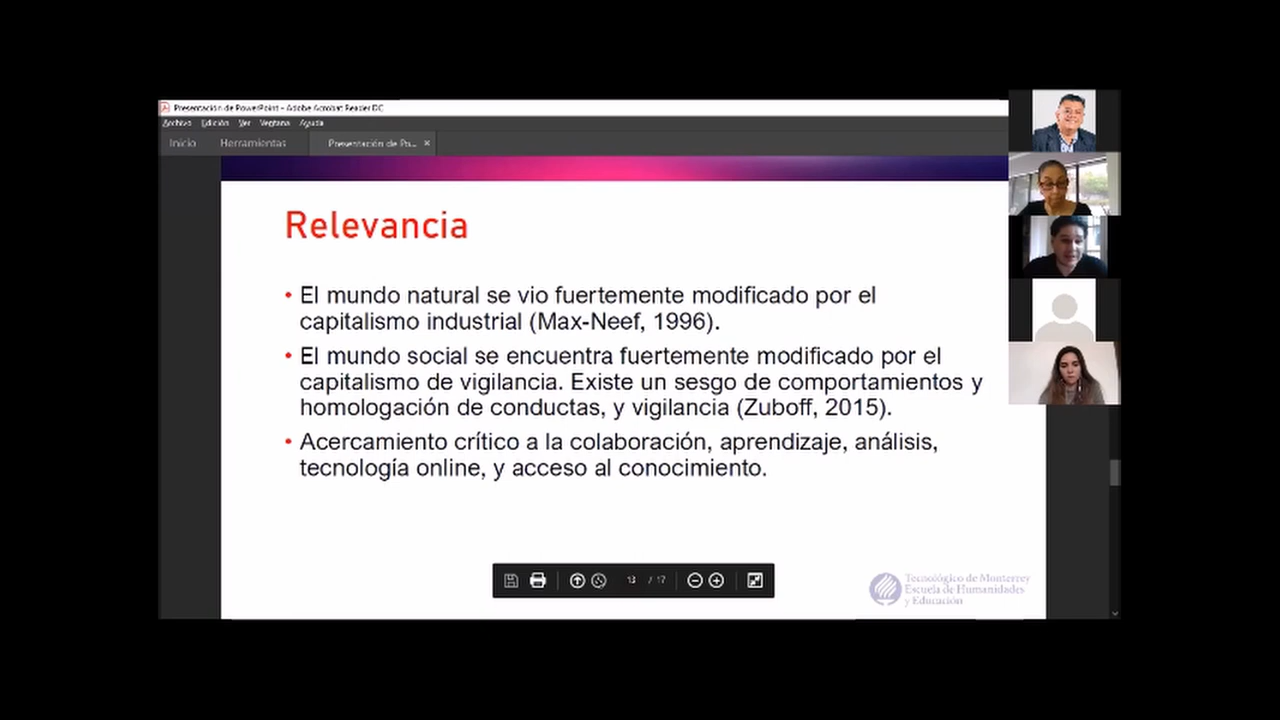 Presentación de PowerPoint - Adobe Acrobat Reader DC
Archivo Edición Ver Ventana Ayuda
Inicio Herramientas Presentación de Po... ×
Relevancia
• El mundo natural se vio fuertemente modificado por el
capitalismo industrial (Max-Neef, 1996).
• El mundo social se encuentra fuertemente modificado por el
capitalismo de vigilancia. Existe un sesgo de comportamientos y
homologación de conductas, y vigilancia (Zuboff, 2015).
• Acercamiento crítico a la colaboración, aprendizaje, análisis,
tecnología online, y acceso al conocimiento.
13 / 17
Tecnológico de Monterrey
Escuela de Humanidades
y Educación